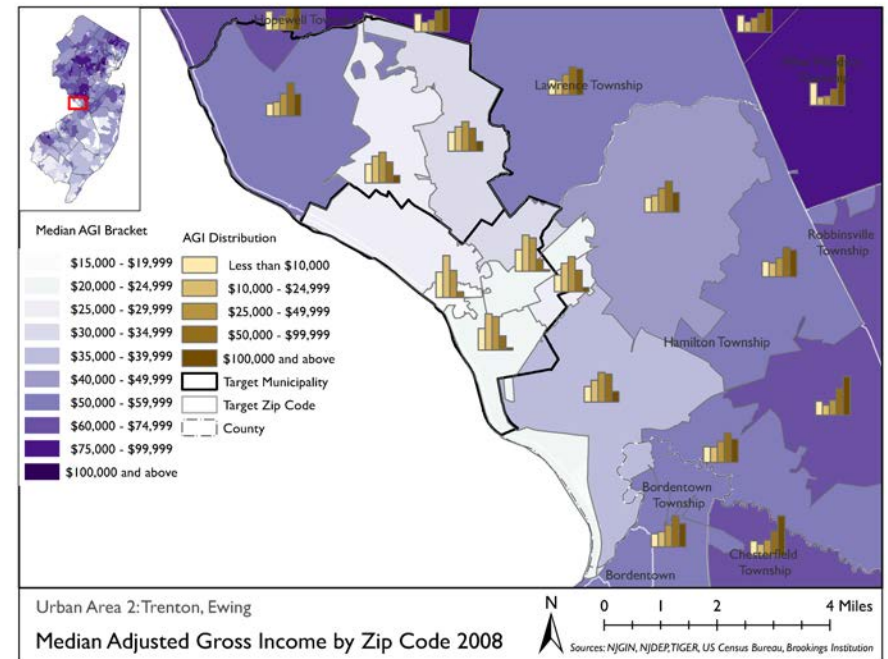 Hopewell Township
Lawrence Township
Robbinsville
Township
Hamilton Township
Bordentown
Township
Chesterfield
Township
Bordentown
Median AGI Bracket
$15,000 - $19,999
$20,000 - $24,999
$25,000 - $29,999
$30,000 - $34,999
$35,000 - $39,999
$40,000 - $49,999
$50,000 - $59,999
$60,000 - $74,999
$75,000 - $99,999
$100,000 and above
AGI Distribution
Less than $10,000
$10,000 - $24,999
$25,000 - $49,999
$50,000 - $99,999
$100,000 and above
Target Municipality
Target Zip Code
County
Urban Area 2: Trenton, Ewing
Median Adjusted Gross Income by Zip Code 2008
N
0 1 2 4 Miles
Sources: NJGIN, NJDEP, TIGER, US Census Bureau, Brookings Institution